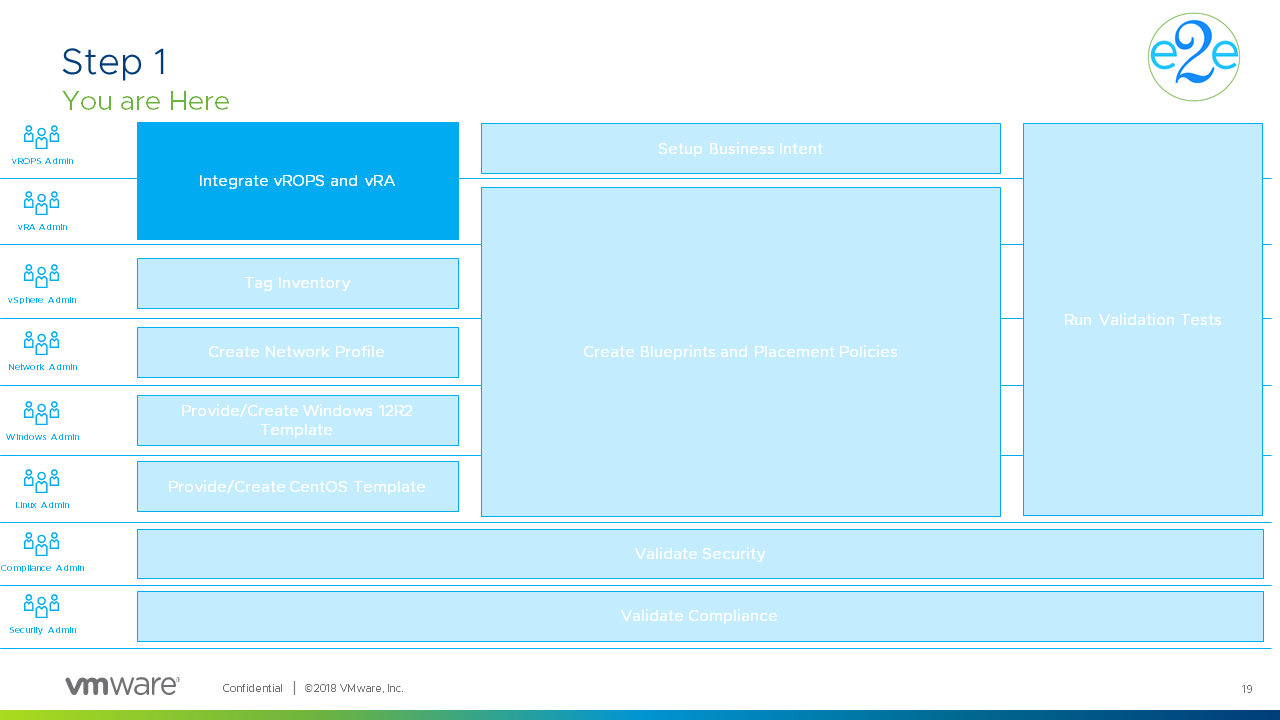 Step 1
You are Here
e2e
vROPS Admin
Integrate vROPS and vRA
Setup Business Intent
vRA Admin
vSphere Admin
Tag Inventory
Run Validation Tests
Network Admin
Create Network Profile
Create Blueprints and Placement Policies
Windows Admin
Provide/Create Windows 12R2
Template
Linux Admin
Provide/Create CentOS Template
Compliance Admin
Validate Security
Security Admin
Validate Compliance
vmware®
Confidential | ©2018 VMware, Inc.
19